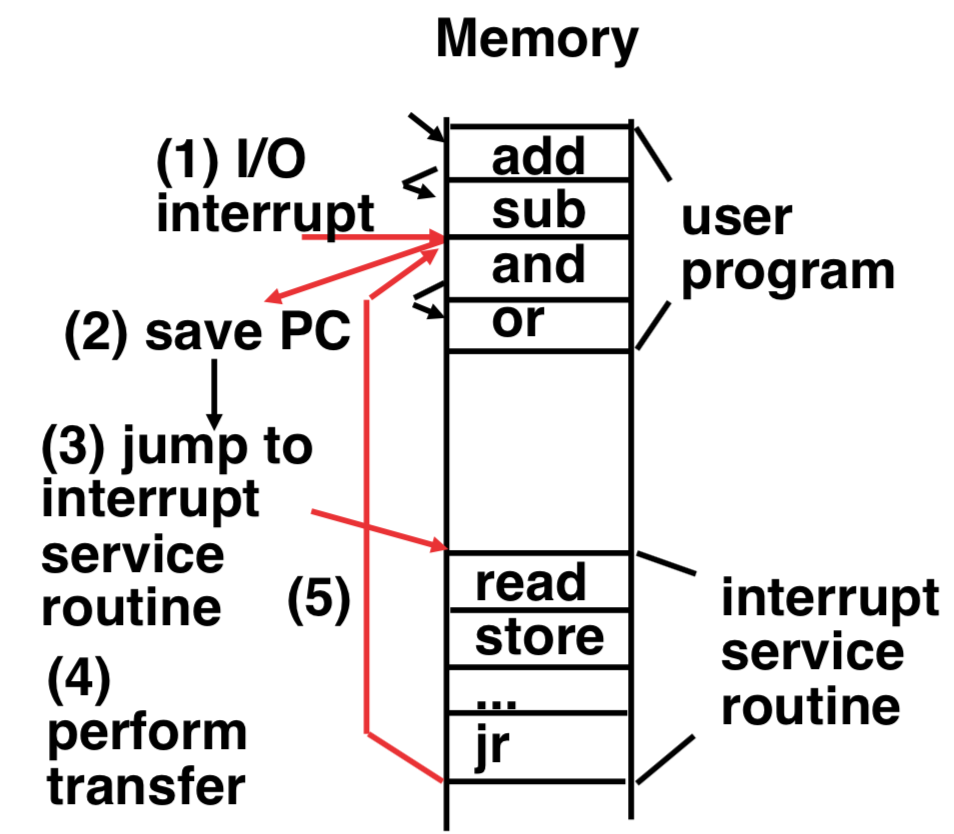 Memory
(1) I/O
interrupt
add
sub
and
or
user
program
(2) save PC
(3) jump to
interrupt
service
routine
(5)
(4)
perform
transfer
read
store
...
jr
interrupt
service
routine